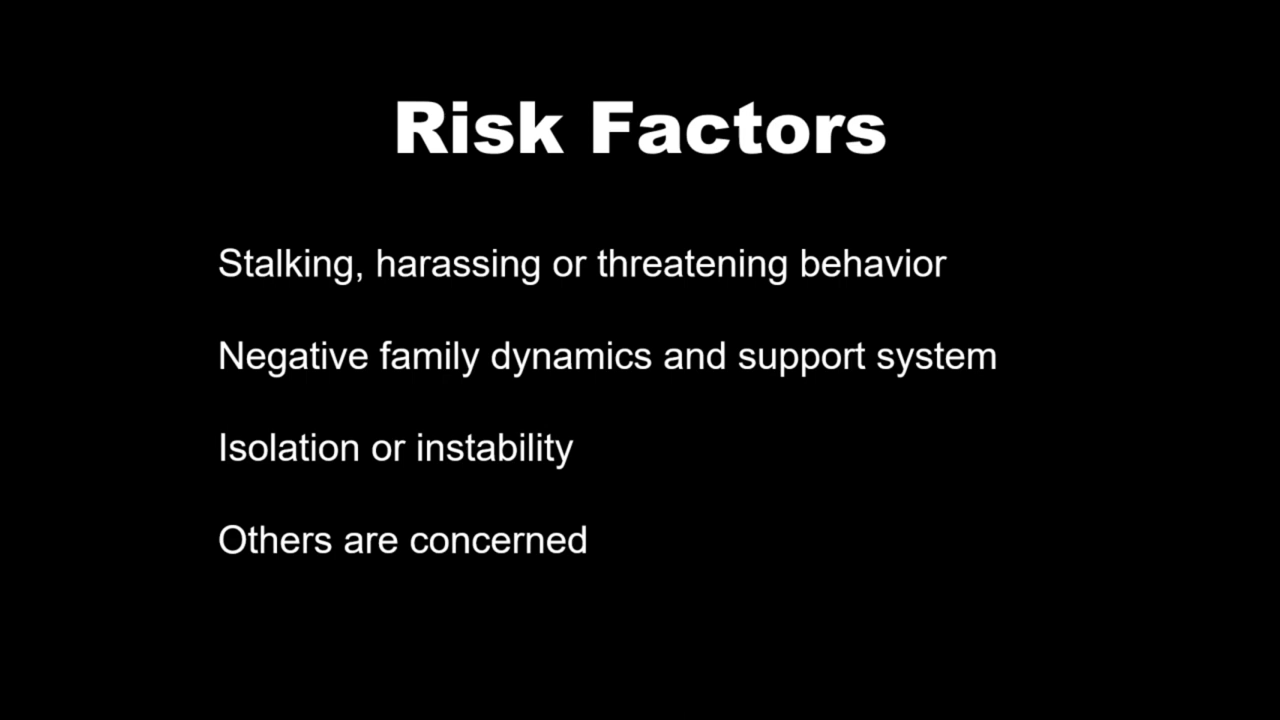 Risk Factors
Stalking, harassing or threatening behavior
Negative family dynamics and support system
Isolation or instability
Others are concerned